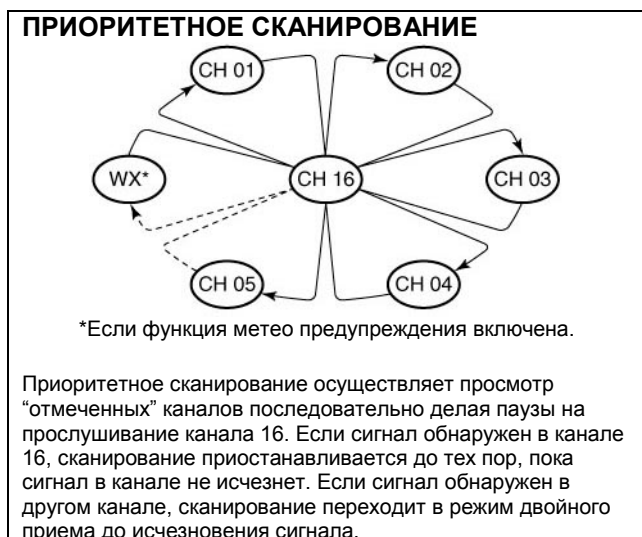 ПРИОРИТЕТНОЕ СКАНИРОВАНИЕ
CH 01
CH 02
WX*
CH 16
CH 03
CH 05
CH 04
*Если функция метео предупреждения включена.
Приоритетное сканирование осуществляет просмотр
“отмеченных” каналов последовательно делая паузы на
прослушивание канала 16. Если сигнал обнаружен в канале
16, сканирование приостанавливается до тех пор, пока
сигнал в канале не исчезнет. Если сигнал обнаружен в
другом канале, сканирование переходит в режим двойного
приема до исчезновения сигнала.